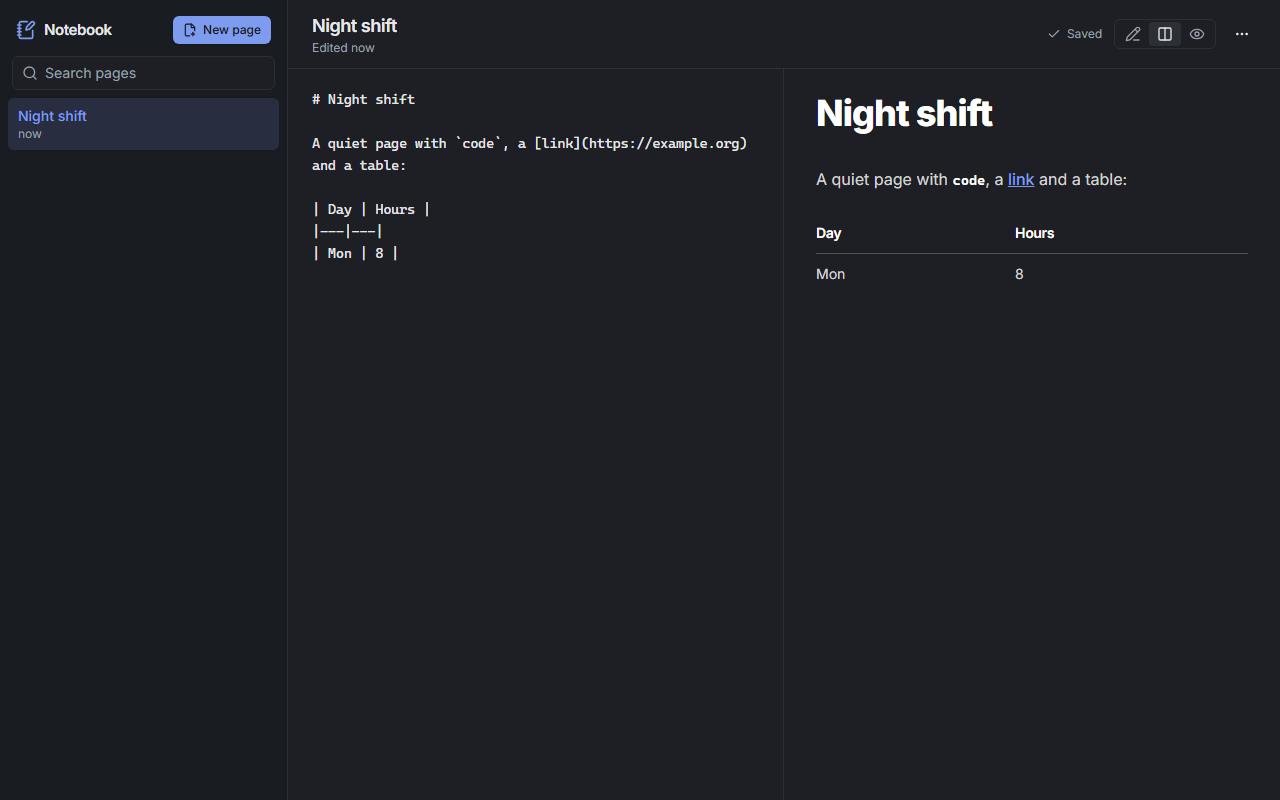 Notebook
New page
Search pages
Night shift
now
Night shift
Edited now
Saved
# Night shift
A quiet page with `code`, a [link](https://example.org)
and a table:
| Day | Hours |
|---|---|
| Mon | 8 |
Night shift
A quiet page with code, a link and a table:
Day Hours
Mon 8